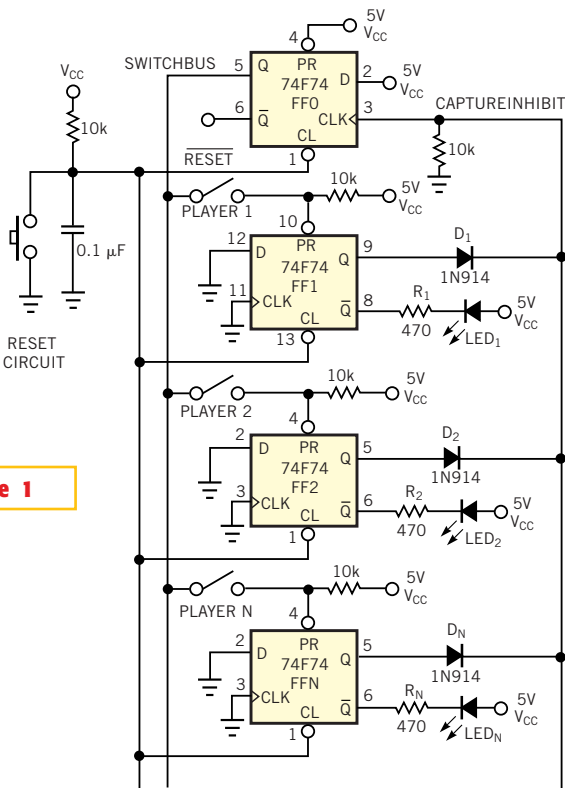 5V
4
VCC
SWITCHBUS
5
Q
PR
74F74
FF0
D
2
5V
VCC
VCC
6
Q
CLK
3
CAPTUREINHIBIT
10k
CL
10k
RESET
1
10k
5V
VCC
PLAYER 1
10
12
D
PR
74F74
FF1
Q
9
D1
1N914
0.1 µF
11
CLK
Q
8
R1
470
LED1
5V
VCC
CL
13
RESET
CIRCUIT
10k
5V
VCC
PLAYER 2
4
2
D
PR
74F74
FF2
Q
5
D2
1N914
e 1
3
CLK
Q
6
R2
470
LED2
5V
VCC
CL
1
10k
5V
VCC
PLAYER N
4
2
D
PR
74F74
FFN
Q
5
DN
1N914
3
CLK
Q
6
RN
470
LEDN
5V
VCC
CL
1